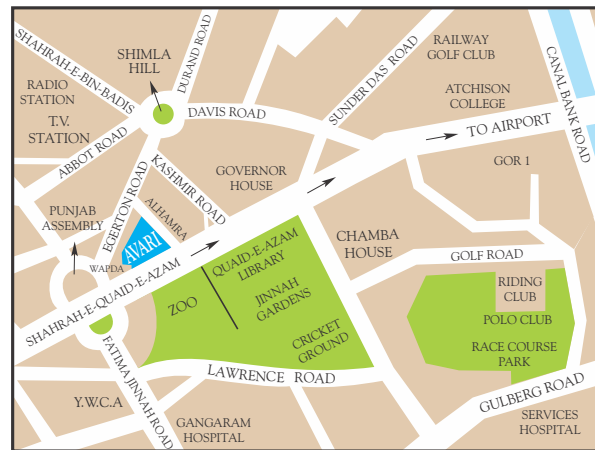 SHAHRAH-E-BIN-BADIS
SHIMLA
HILL
DURAND ROAD
RADIO
STATION
T.V.
STATION
ABBOT ROAD
DAVIS ROAD
SUNDER DAS ROAD
RAILWAY
GOLF CLUB
ATCHISON
COLLEGE
CANAL BANK ROAD
TO AIRPORT
GOR 1
EGERTON ROAD
KASHMIR ROAD
GOVERNOR
HOUSE
PUNJAB
ASSEMBLY
ALHAMRA
AVARI
WAPDA
SHAHRAH-E-QUAID-E-AZAM
QUAID-E-AZAM
LIBRARY
CHAMBA
HOUSE
GOLF ROAD
ZOO
JINNAH
GARDENS
CRICKET
GROUND
RIDING
CLUB
POLO CLUB
RACE COURSE
PARK
FATIMA JINNAH ROAD
LAWRENCE ROAD
GULBERG ROAD
Y.W.C.A
GANGARAM
HOSPITAL
SERVICES
HOSPITAL